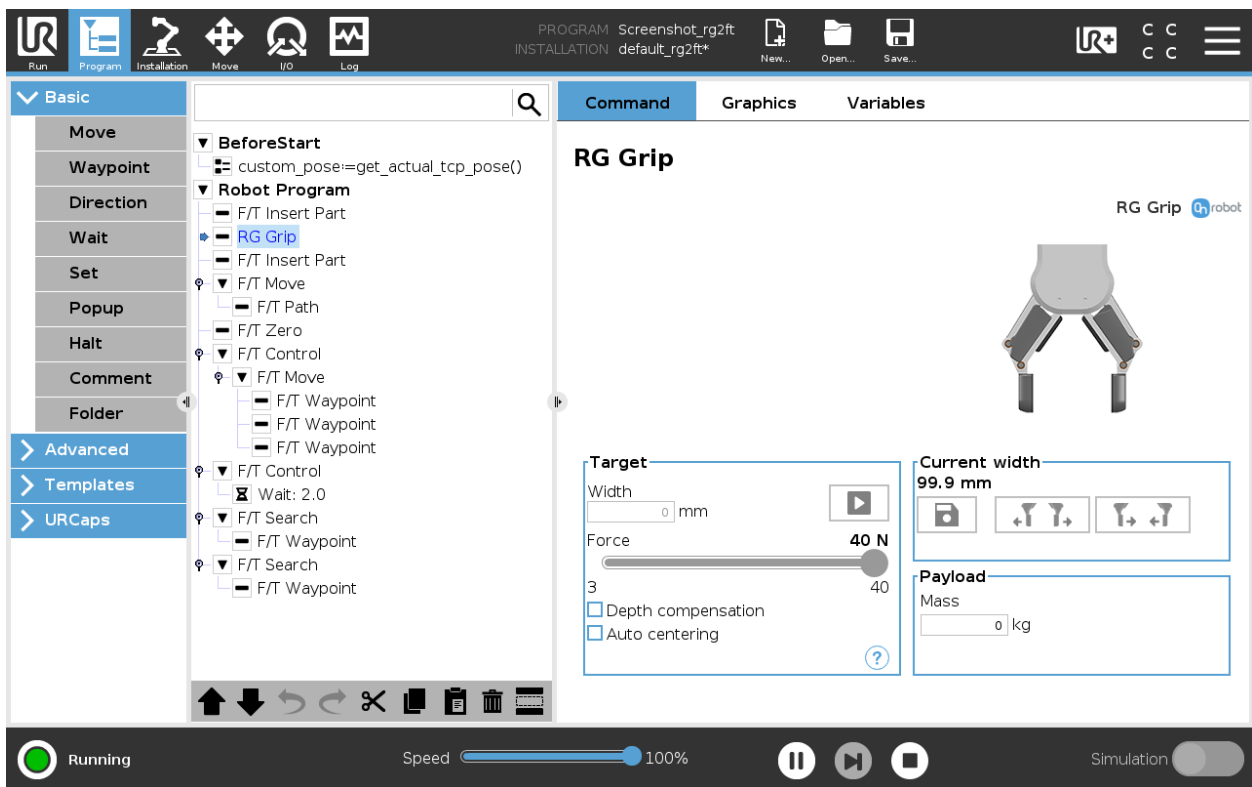 PROGRAM Screenshot_rg2ft
INSTALLATION default_rg2ft*
Run
Program
Installation
Move
I/O
Log
New...
Open...
Save...
UR+
C C
C C
Basic
Move
Waypoint
Direction
Wait
Set
Popup
Halt
Comment
Folder
Advanced
Templates
URCaps
BeforeStart
custom_pose:=get_actual_tcp_pose()
Robot Program
F/T Insert Part
RG Grip
F/T Insert Part
F/T Move
F/T Path
F/T Zero
F/T Control
F/T Move
F/T Waypoint
F/T Waypoint
F/T Waypoint
F/T Control
Wait: 2.0
F/T Search
F/T Waypoint
F/T Search
F/T Waypoint
Command Graphics Variables
RG Grip
RG Grip On robot
Target
Width
0 mm
Force 40 N
3 40
Depth compensation
Auto centering
?
Current width
99.9 mm
Payload
Mass
0 kg
Running
Speed 100%
Simulation